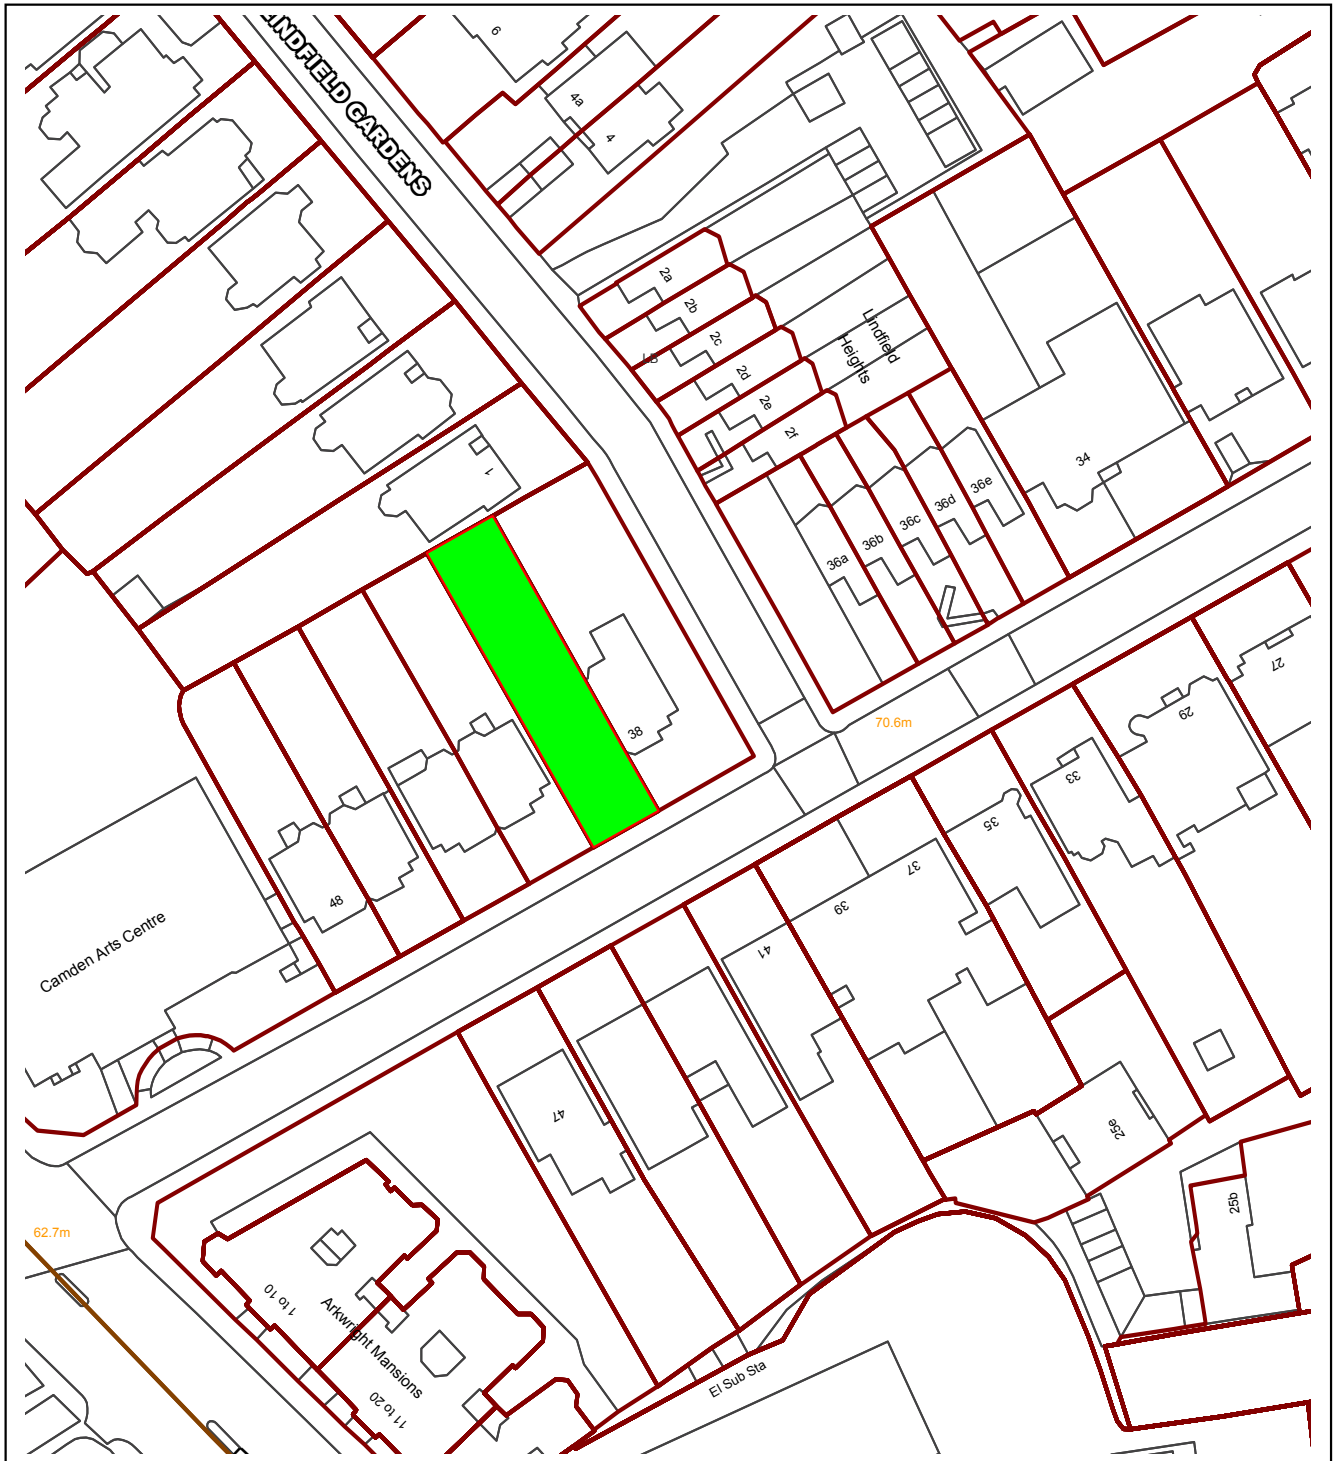 LINDFIELD GARDENS
6
4a
4
2a
2b
2c
LB
2d
2e
2f
Lindfield
Heights
34
36e
36d
36c
36b
36a
1
38
70.6m
27
29
33
35
37
39
41
48
Camden Arts Centre
47
25e
25b
62.7m
1 to 10
Arkwright Mansions
11 to 20
El Sub Sta